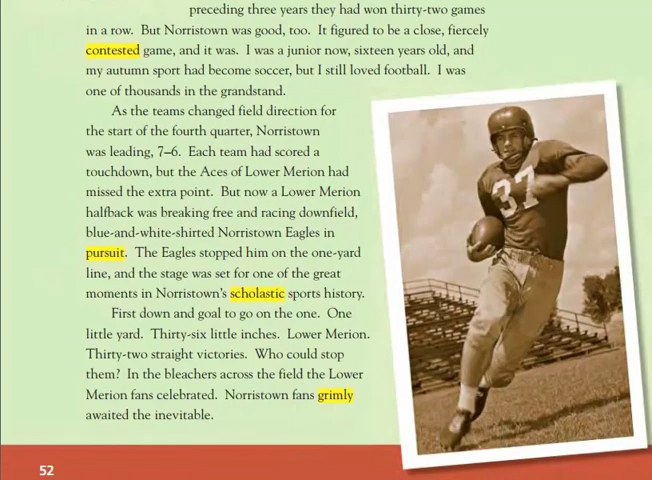 preceding three years they had won thirty-two games
in a row. But Norristown was good, too. It figured to be a close, fiercely
contested game, and it was. I was a junior now, sixteen years old, and
my autumn sport had become soccer, but I still loved football. I was
one of thousands in the grandstand.
As the teams changed field direction for
the start of the fourth quarter, Norristown
was leading, 7–6. Each team had scored a
touchdown, but the Aces of Lower Merion had
missed the extra point. But now a Lower Merion
halfback was breaking free and racing downfield,
blue-and-white-shirted Norristown Eagles in
pursuit. The Eagles stopped him on the one-yard
line, and the stage was set for one of the great
moments in Norristown's scholastic sports history.
First down and goal to go on the one. One
little yard. Thirty-six little inches. Lower Merion.
Thirty-two straight victories. Who could stop
them? In the bleachers across the field the Lower
Merion fans celebrated. Norristown fans grimly
awaited the inevitable.
37
52